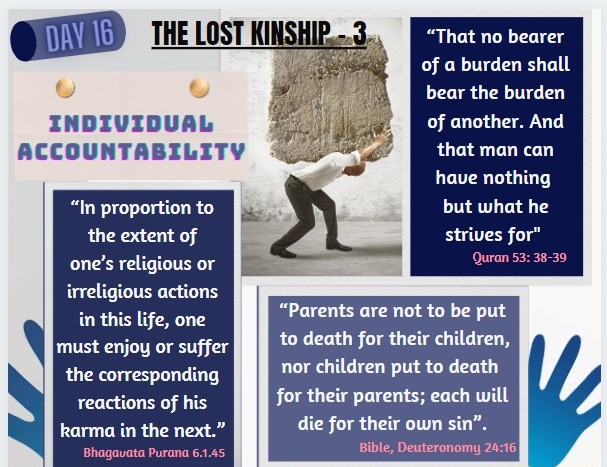 DAY 16
THE LOST KINSHIP - 3
INDIVIDUAL
ACCOUNTABILITY
“That no bearer
of a burden shall
bear the burden
of another. And
that man can
have nothing
but what he
strives for"
Quran 53: 38-39
“In proportion to
the extent of
one’s religious or
irreligious actions
in this life, one
must enjoy or suffer
the corresponding
reactions of his
karma in the next.”
Bhagavata Purana 6.1.45
“Parents are not to be put
to death for their children,
nor children put to death
for their parents; each will
die for their own sin”.
Bible, Deuteronomy 24:16